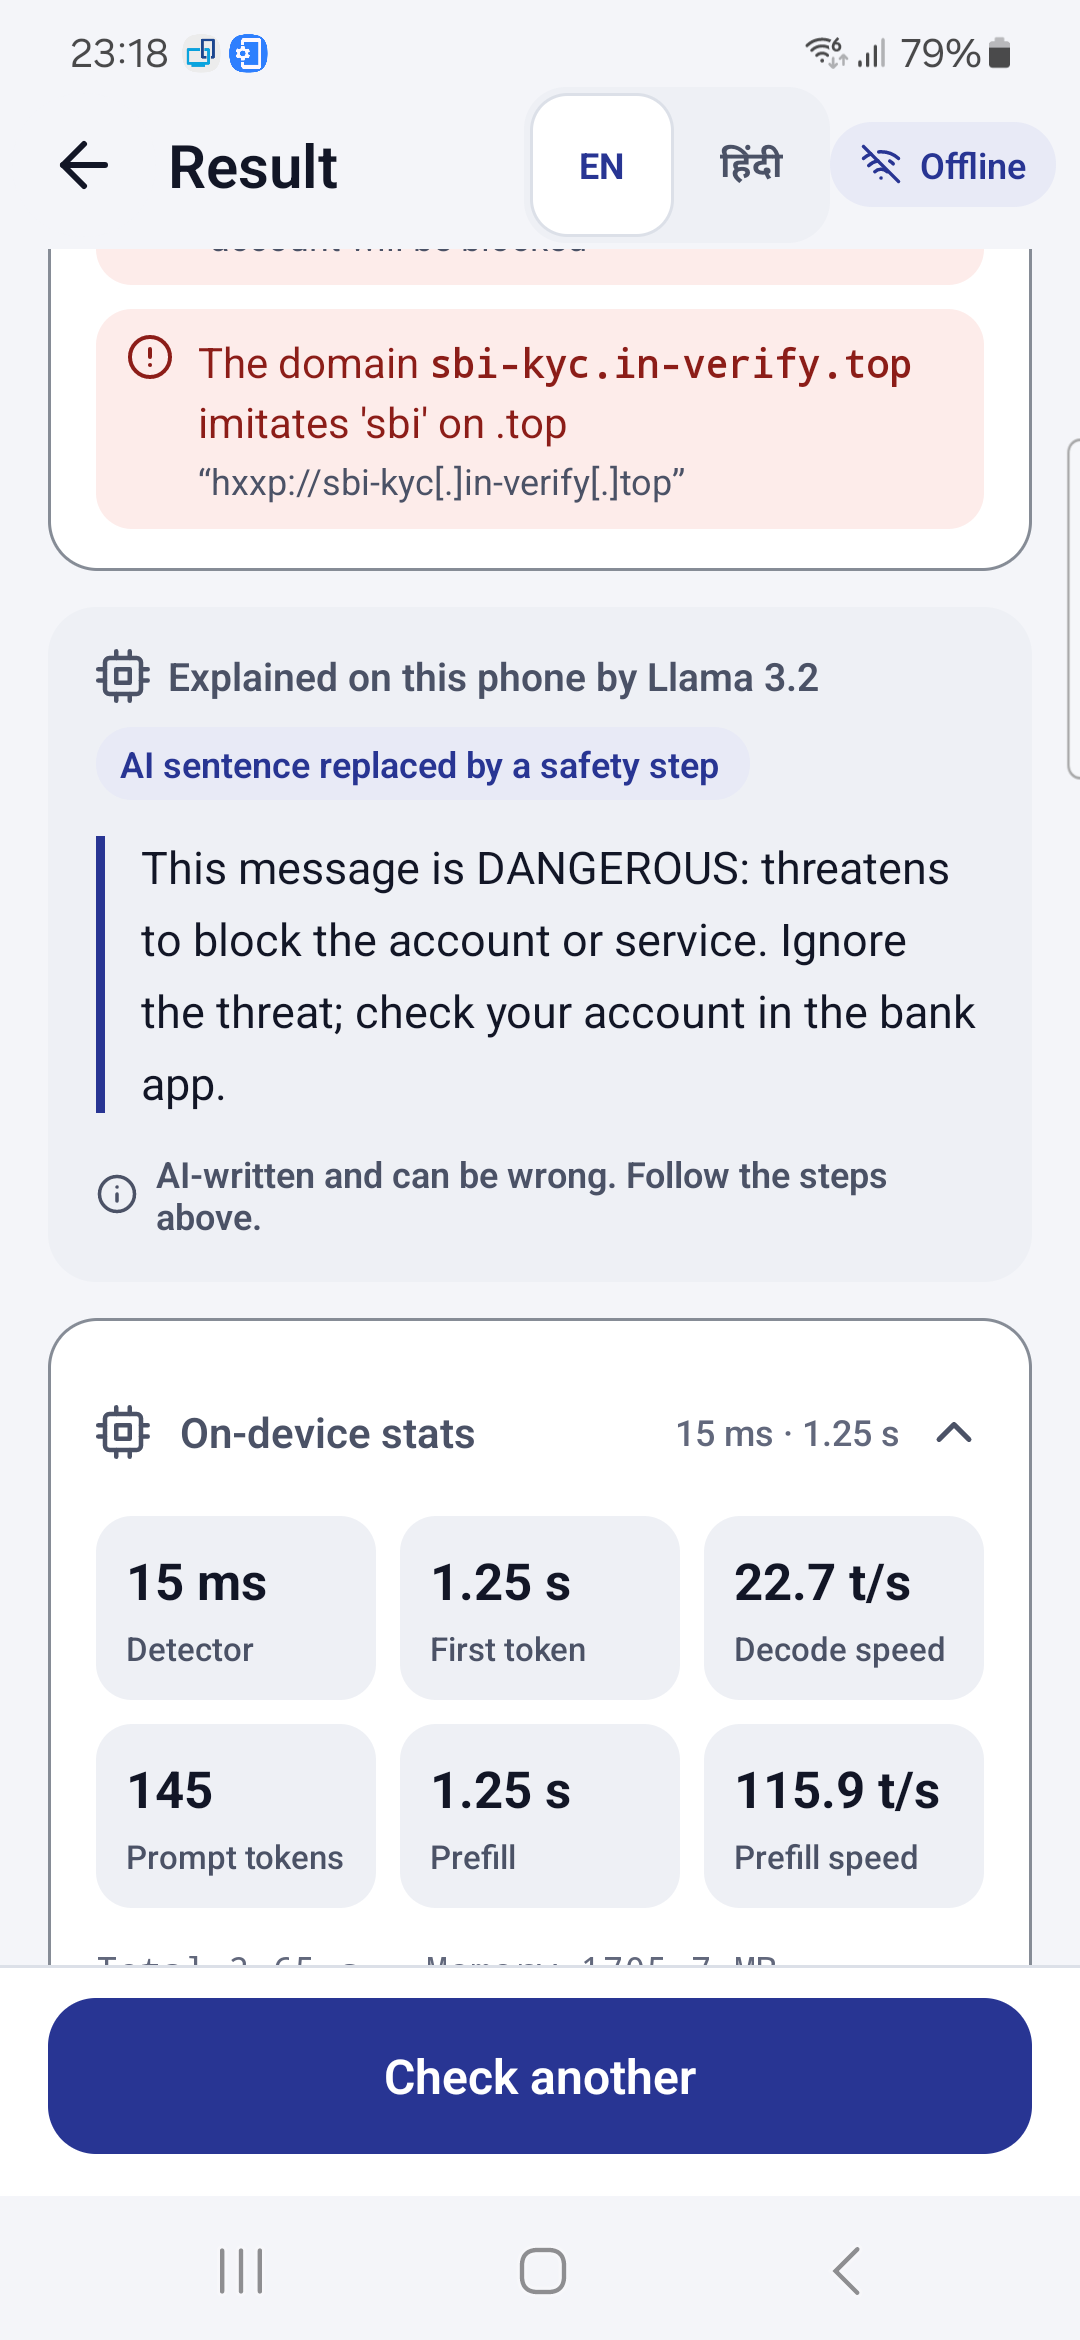 23:18
79%
Result
EN
हिंदी
Offline
account will be blocked
The domain sbi-kyc.in-verify.top
imitates 'sbi' on .top
“hxxp://sbi-kyc[.]in-verify[.]top”
Explained on this phone by Llama 3.2
AI sentence replaced by a safety step
This message is DANGEROUS: threatens
to block the account or service. Ignore
the threat; check your account in the bank
app.
AI-written and can be wrong. Follow the steps
above.
On-device stats
15 ms · 1.25 s
15 ms
1.25 s
22.7 t/s
Detector
First token
Decode speed
145
1.25 s
115.9 t/s
Prompt tokens
Prefill
Prefill speed
Check another